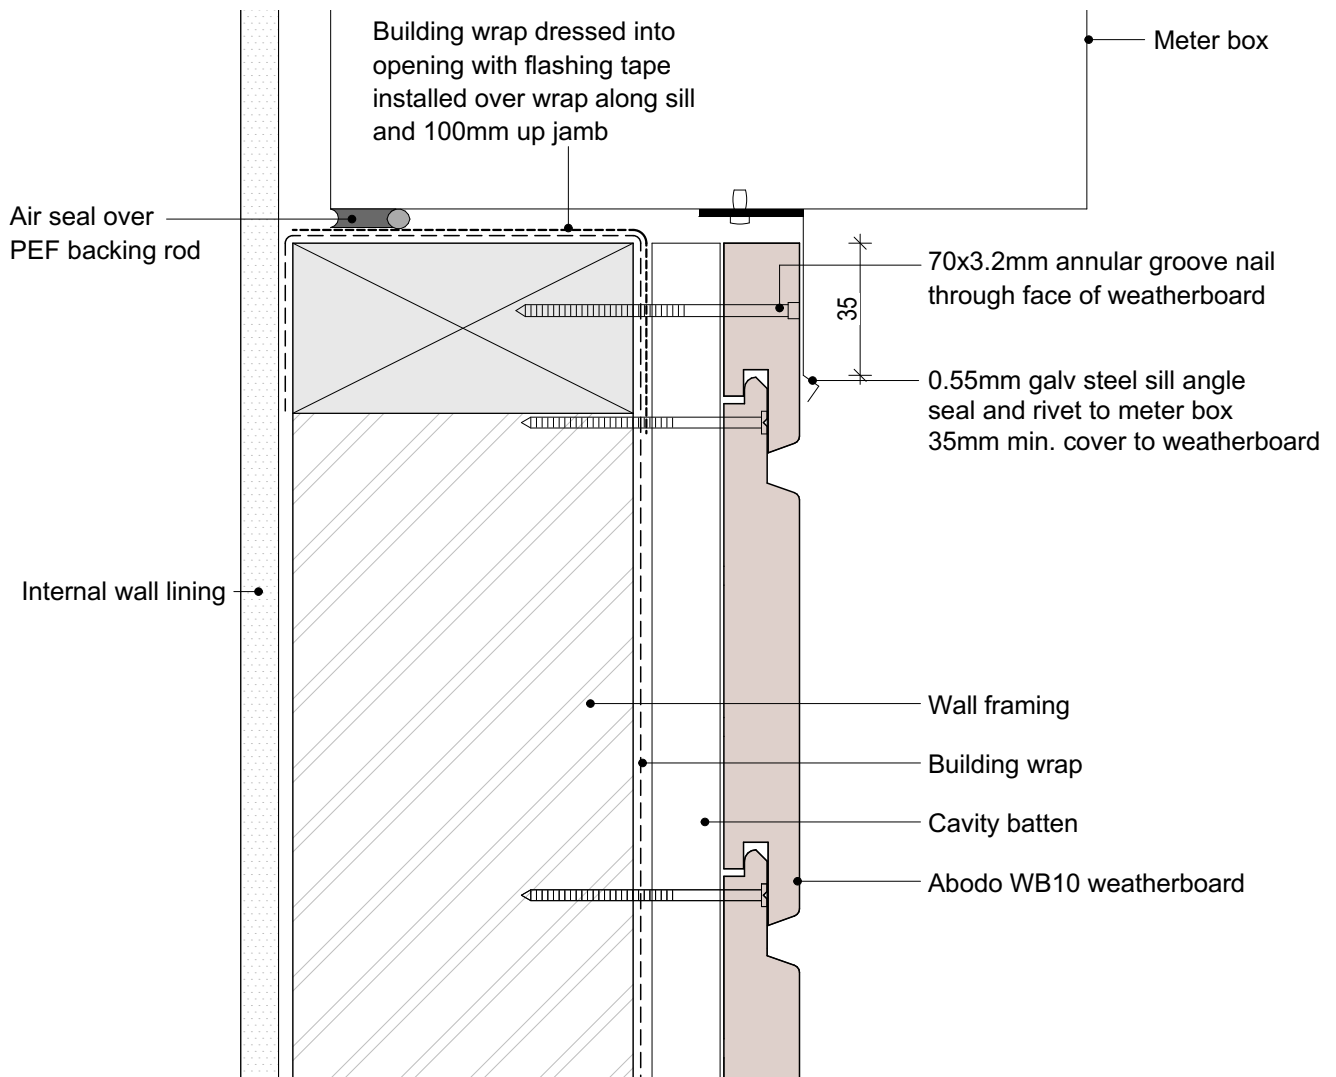 Building wrap dressed into
opening with flashing tape
installed over wrap along sill
and 100mm up jamb
Meter box
Air seal over
PEF backing rod
70x3.2mm annular groove nail
through face of weatherboard
35
0.55mm galv steel sill angle
seal and rivet to meter box
35mm min. cover to weatherboard
Internal wall lining
Wall framing
Building wrap
Cavity batten
Abodo WB10 weatherboard